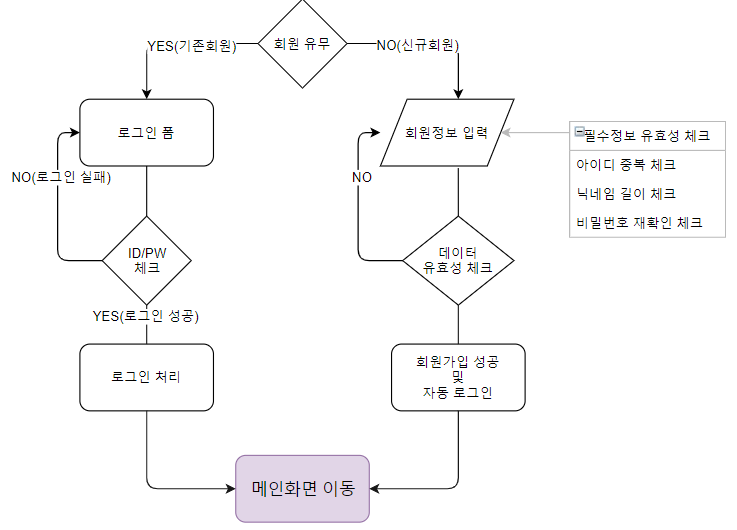 회원 유무
YES(기존회원)
NO(신규회원)
로그인 폼
회원정보 입력
필수정보 유효성 체크
아이디 중복 체크
닉네임 길이 체크
비밀번호 재확인 체크
NO(로그인 실패)
NO
ID/PW
체크
데이터
유효성 체크
YES(로그인 성공)
로그인 처리
회원가입 성공
및
자동 로그인
메인화면 이동